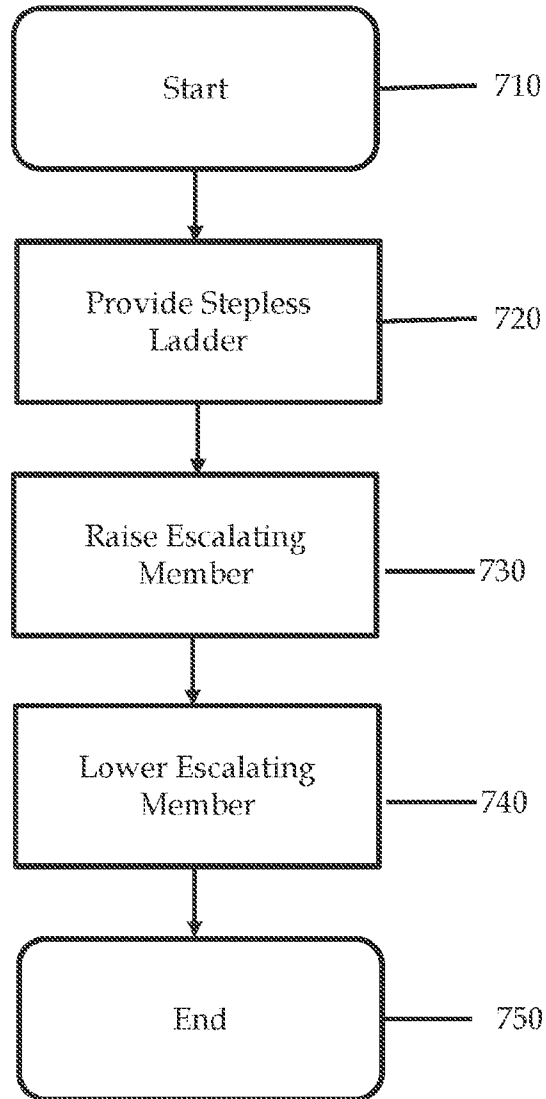 Start
710
Provide Stepless
Ladder
720
Raise Escalating
Member
730
Lower Escalating
Member
740
End
750